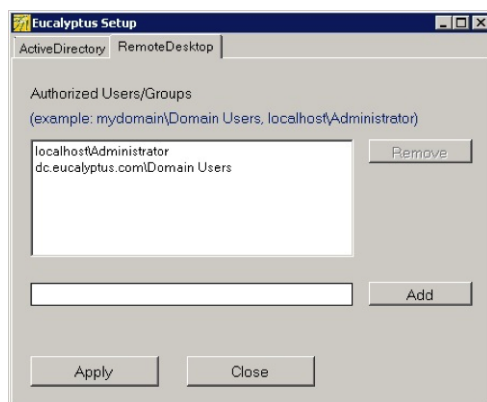 Eucalyptus Setup
ActiveDirectory RemoteDesktop
Authorized Users/Groups
(example: mydomain\Domain Users, localhost\Administrator)
localhost\Administrator
dc.eucalyptus.com\Domain Users
Remove
Add
Apply Close